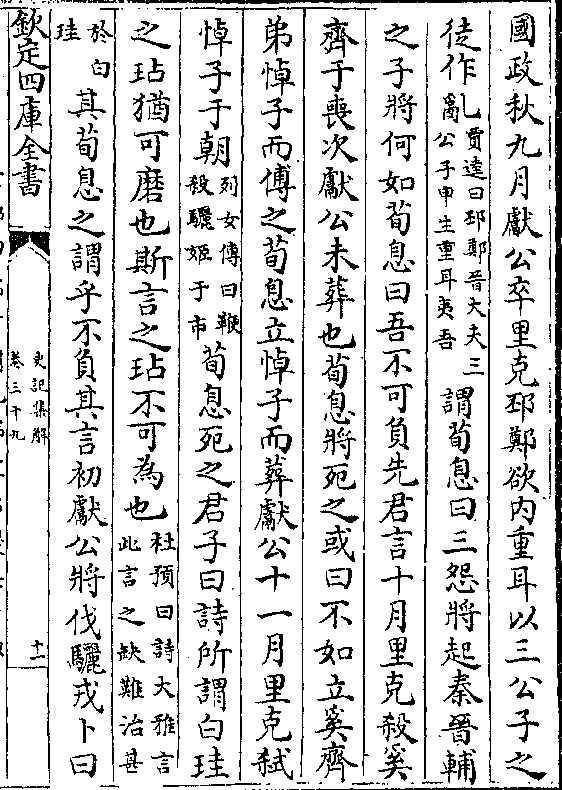 國政秋九月獻公卒里克邳鄭欲内重耳以三公子之
徒作亂賈逵曰邳鄭晉大夫三公子申生重耳夷吾謂荀息曰三怨將起秦晉輔
之子將何如荀息曰吾不可負先君言十月里克殺奚
齊于喪次獻公未葬也荀息將死之或曰不如立奚齊
弟悼子而傅之荀息立悼子而葬獻公十一月里克弑
悼子于朝列女傳曰鞭殺驪姬于市荀息死之君子曰詩所謂白珪
之玷猶可磨也斯言之玷不可為也杜預曰詩大雅言此言之缺難治甚
於白珪其荀息之謂乎不負其言初獻公將伐驪戎卜曰
欽定四庫全書
史記集解
卷三十九
十一